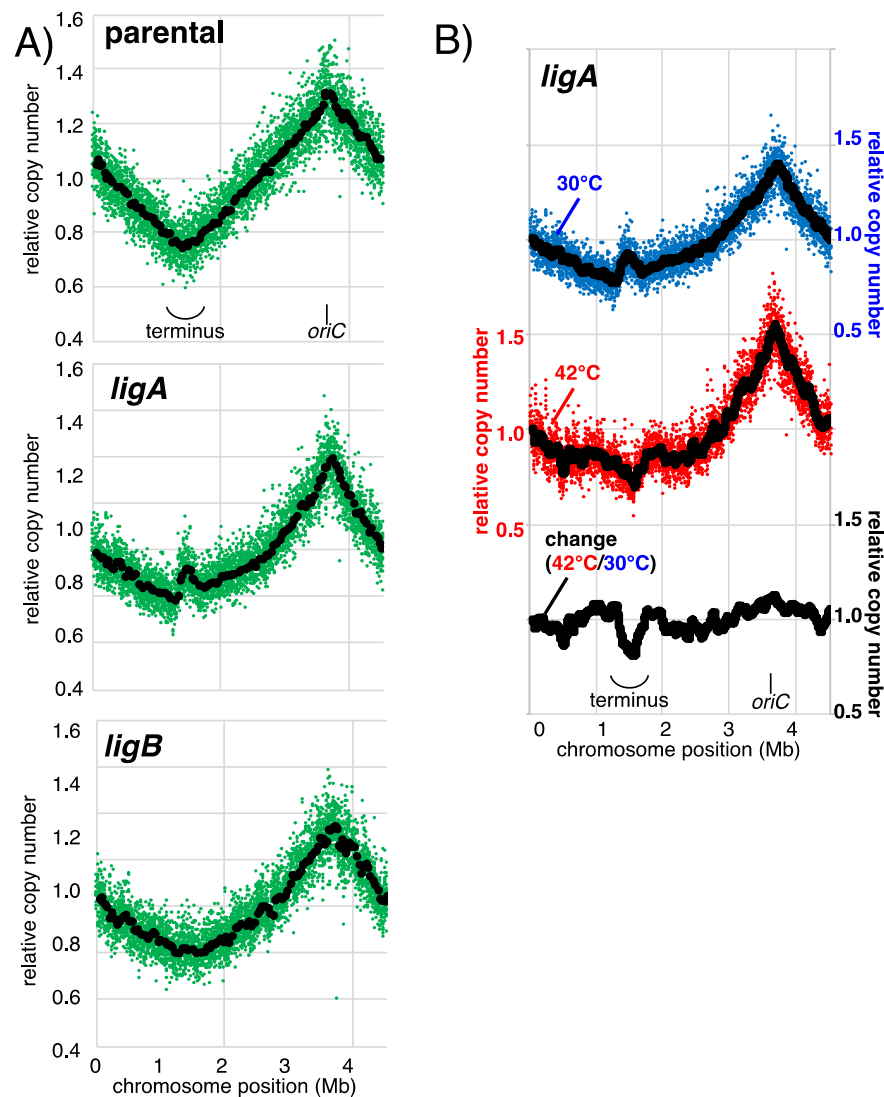 A)
parental
relative copy number
1.6
1.4
1.2
1.0
0.8
0.6
0.4
terminus
oriC
ligA
relative copy number
1.6
1.4
1.2
1.0
0.8
0.6
0.4
ligB
relative copy number
1.6
1.4
1.2
1.0
0.8
0.6
0.4
0 1 2 3 4
chromosome position (Mb)
B)
ligA
30°C
relative copy number
1.5
1.0
0.5
42°C
relative copy number
1.5
1.0
0.5
change
(42°C/30°C)
relative copy number
1.5
1.0
0.5
terminus
oriC
0 1 2 3 4
chromosome position (Mb)